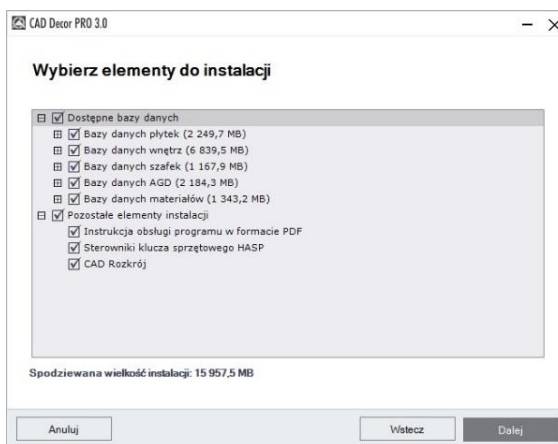 CAD Decor PRO 3.0
Wybierz elementy do instalacji
Dostępne bazy danych
Bazy danych płytek (2 249,7 MB)
Bazy danych wnętrz (6 839,5 MB)
Bazy danych szafek (1 167,9 MB)
Bazy danych AGD (2 184,3 MB)
Bazy danych materiałów (1 343,2 MB)
Pozostałe elementy instalacji
Instrukcja obsługi programu w formacie PDF
Sterowniki klucza sprzętowego HASP
CAD Rozkrój
Spodziewana wielkość instalacji: 15 957,5 MB
Anuluj Wstecz Dalej